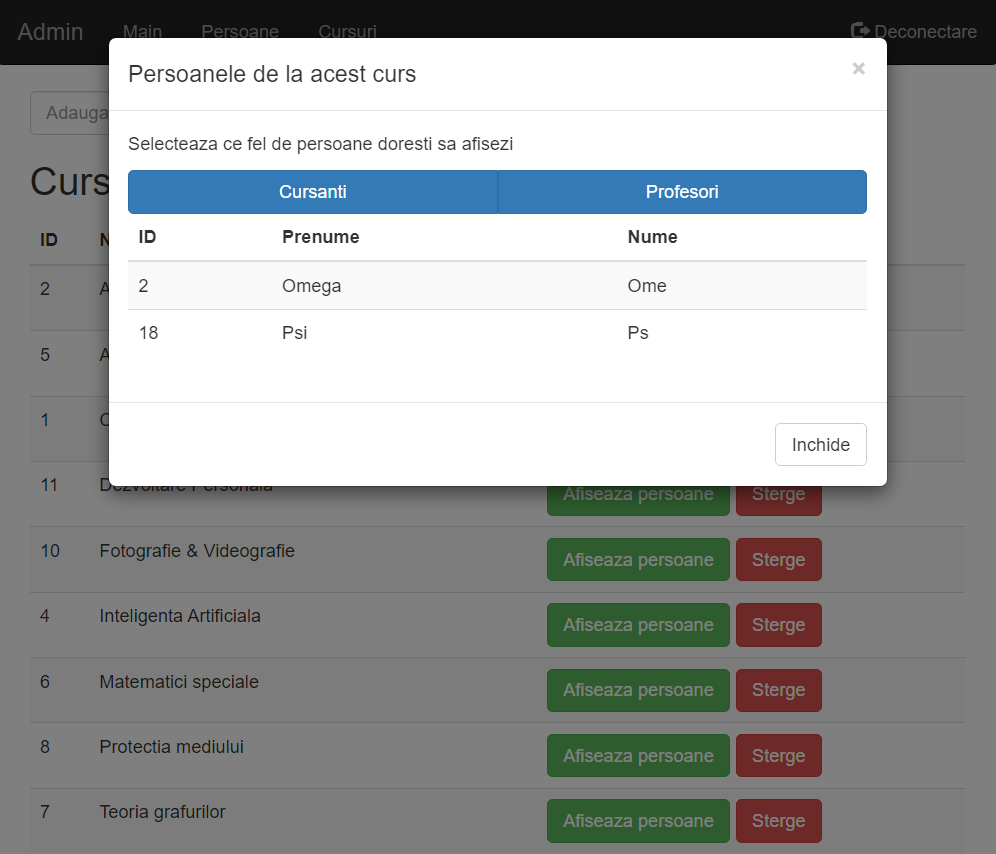 Admin Main Persoane Cursuri Deconectare
Persoanele de la acest curs ×
Adauga
Selecteaza ce fel de persoane doresti sa afisezi
Curs
Cursanti Profesori
ID Prenume Nume
2 Omega Ome
18 Psi Ps
Inchide
ID N
2 A
5 A
1 C
11 Dezvoltare Personala Afiseaza persoane Sterge
10 Fotografie & Videografie Afiseaza persoane Sterge
4 Inteligenta Artificiala Afiseaza persoane Sterge
6 Matematici speciale Afiseaza persoane Sterge
8 Protectia mediului Afiseaza persoane Sterge
7 Teoria grafurilor Afiseaza persoane Sterge